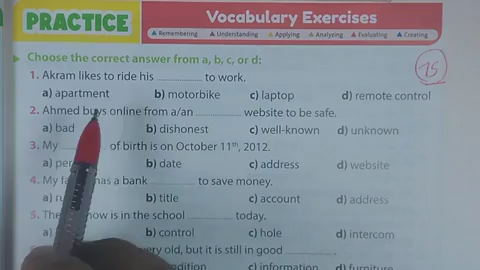 PRACTICE
Vocabulary Exercises
Remembering Understanding Applying Analyzing Evaluating Creating
Choose the correct answer from a, b, c, or d:
15
1. Akram likes to ride his ............ to work.
a) apartment b) motorbike c) laptop d) remote control
2. Ahmed buys online from a/an ............ website to be safe.
a) bad b) dishonest c) well-known d) unknown
3. My ............ of birth is on October 11th, 2012.
a) b) date c) address d) website
4. My has a bank ............ to save money.
a) b) title c) account d) address
5. The is in the school ............ today.
b) control c) hole d) intercom
very old, but it is still in good ............
c) information d) furniture